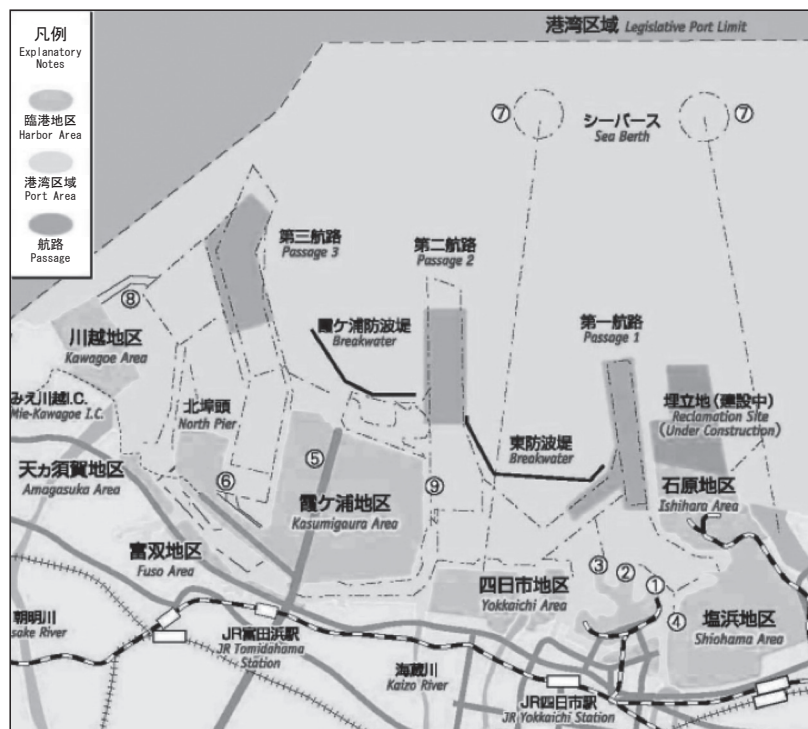 凡例
Explanatory
Notes
臨港地区
Harbor Area
港湾区域
Port Area
航路
Passage
港湾区域 Legislative Port Limit
⑦
シーバース
Sea Berth
⑦
第三航路
Passage 3
第二航路
Passage 2
⑧
川越地区
Kawagoe Area
霞ケ浦防波堤
Breakwater
第一航路
Passage 1
みえ川越I.C.
Mie-Kawagoe I.C.
北埠頭
North Pier
埋立地(建設中)
Reclamation Site
(Under Construction)
東防波堤
Breakwater
天ヵ須賀地区
Amagasuka Area
⑤
⑥
⑨
霞ケ浦地区
Kasumigaura Area
石原地区
Ishihara Area
富双地区
Fuso Area
四日市地区
Yokkaichi Area
③
②
①
④
塩浜地区
Shiohama Area
朝明川
sake River
JR富田浜駅
JR Tomidahama
Station
海蔵川
Kaizo River
JR四日市駅
JR Yokkaichi Station